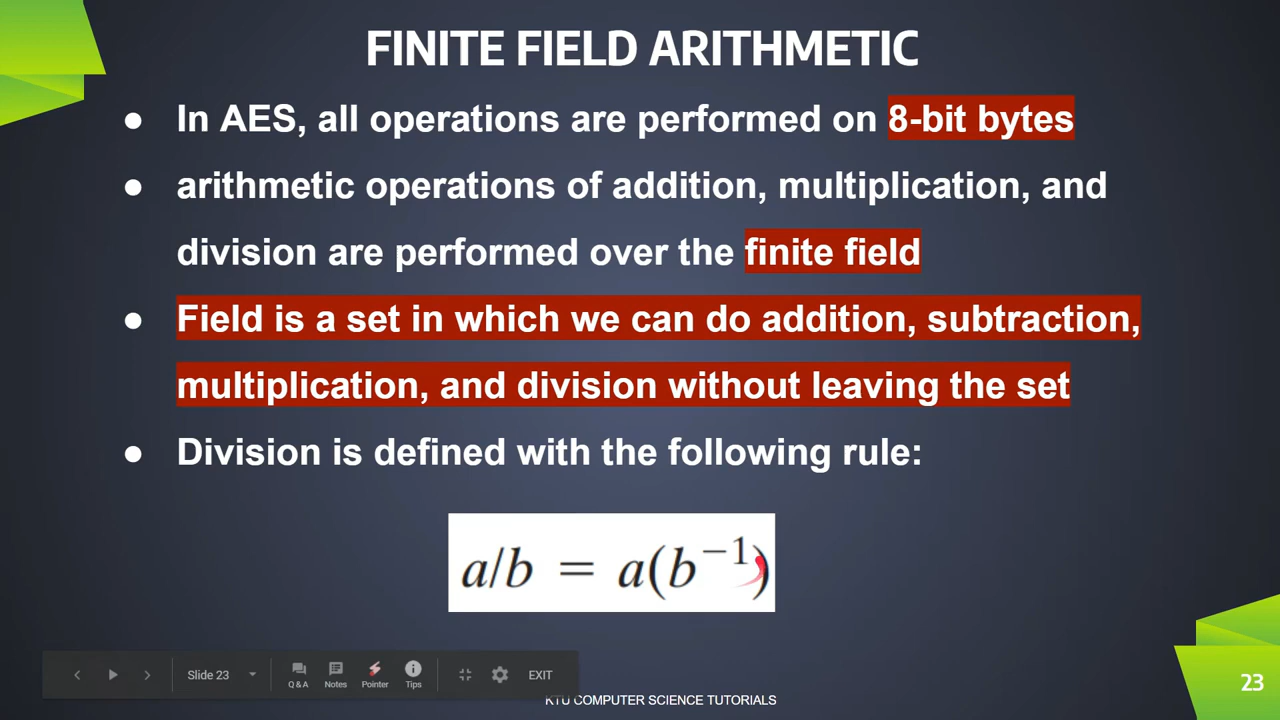 FINITE FIELD ARITHMETIC
● In AES, all operations are performed on 8-bit bytes
● arithmetic operations of addition, multiplication, and
division are performed over the finite field
● Field is a set in which we can do addition, subtraction,
multiplication, and division without leaving the set
● Division is defined with the following rule:
a/b = a(b⁻¹)
Slide 23
Q & A Notes Pointer Tips EXIT
KTU COMPUTER SCIENCE TUTORIALS
23